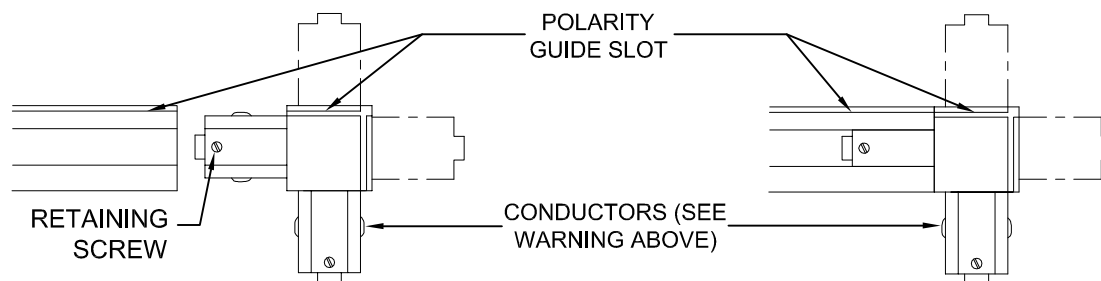 POLARITY
GUIDE SLOT
RETAINING
SCREW
CONDUCTORS (SEE
WARNING ABOVE)